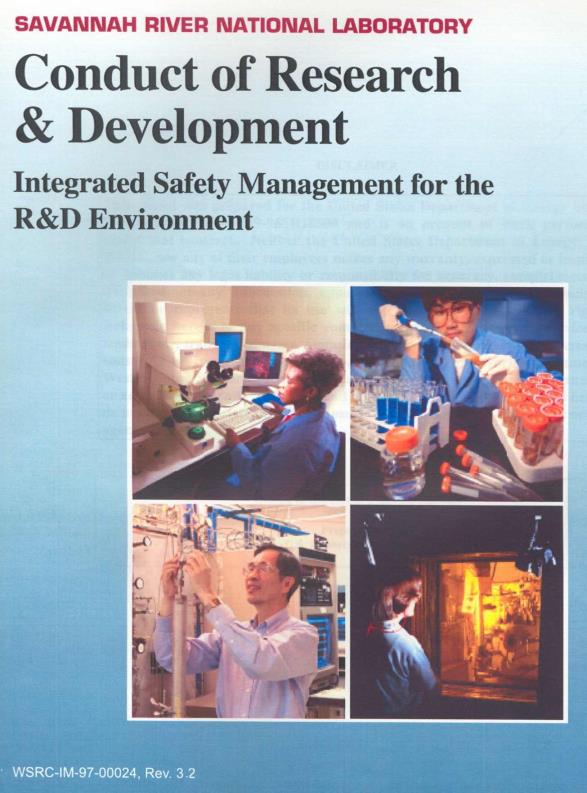 SAVANNAH RIVER NATIONAL LABORATORY
Conduct of Research
& Development
Integrated Safety Management for the
R&D Environment
WSRC-IM-97-00024, Rev. 3.2